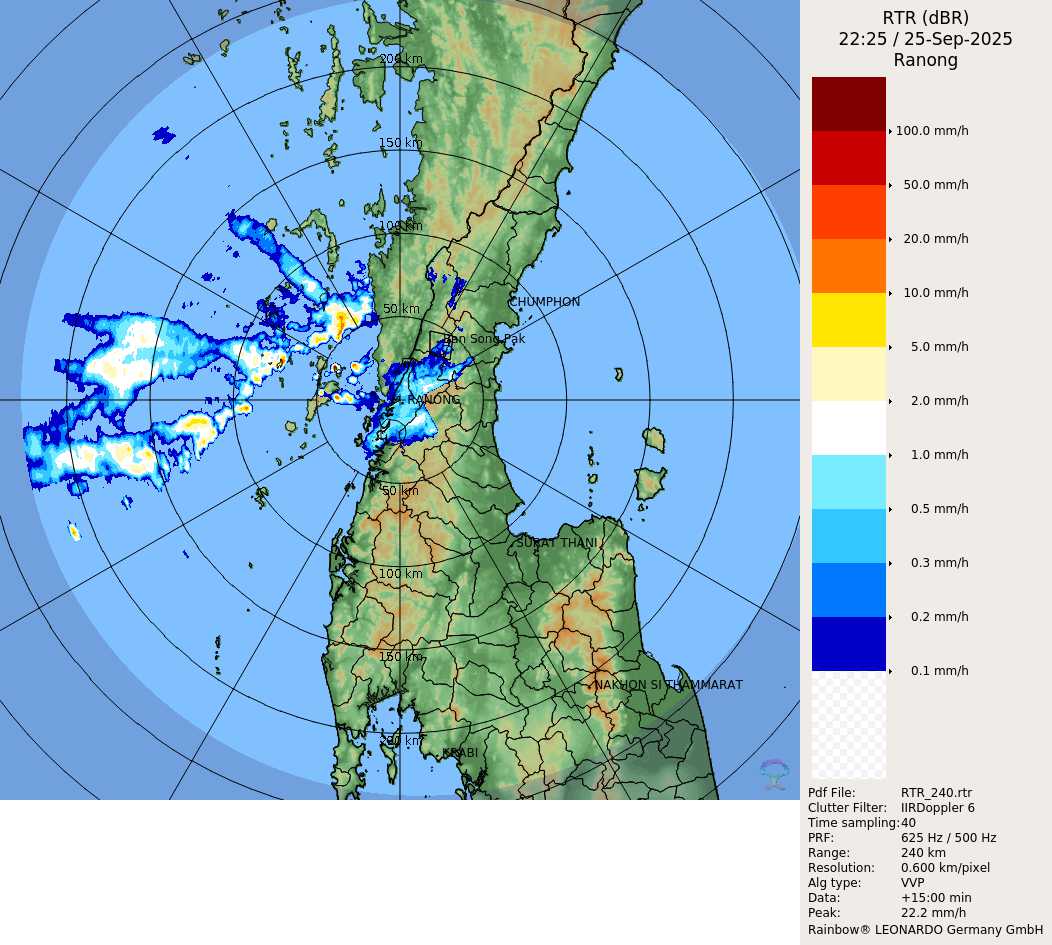 RTR (dBR)
22:25 / 25-Sep-2025
Ranong
200 km
150 km
100 km
50 km
CHUMPHON
Ban Song Pak
RANONG
50 km
SURAT THANI
100 km
150 km
NAKHON SI THAMMARAT
200 km
KRABI
100.0 mm/h
50.0 mm/h
20.0 mm/h
10.0 mm/h
5.0 mm/h
2.0 mm/h
1.0 mm/h
0.5 mm/h
0.3 mm/h
0.2 mm/h
0.1 mm/h
Pdf File: RTR_240.rtr
Clutter Filter: IIRDoppler 6
Time sampling:40
PRF: 625 Hz / 500 Hz
Range: 240 km
Resolution: 0.600 km/pixel
Alg type: VVP
Data: +15:00 min
Peak: 22.2 mm/h
Rainbow® LEONARDO Germany GmbH